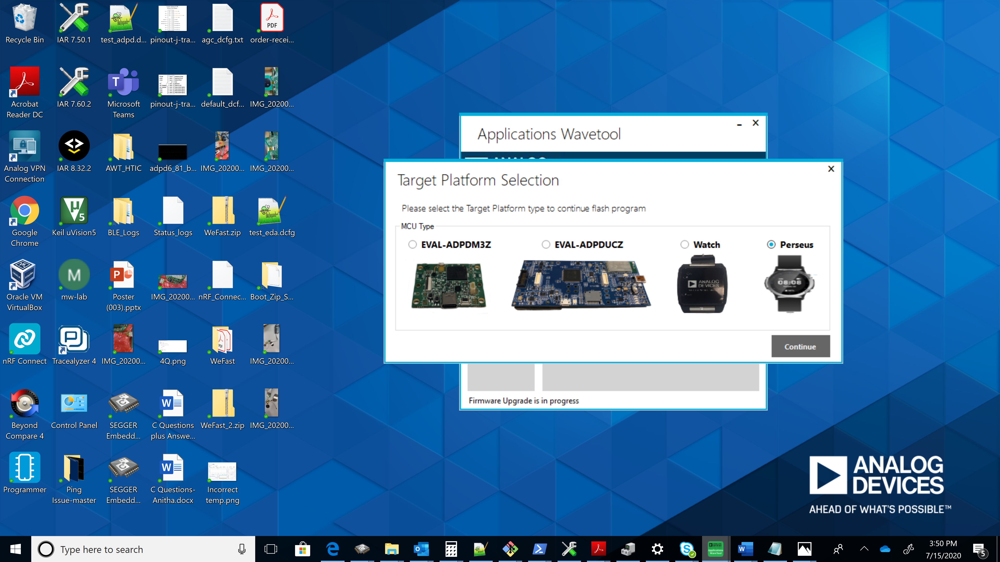 Recycle Bin
IAR 7.50.1
test_adpd.d...
pinout-j-tra...
agc_dcfg.txt
PDF
order-recei...
Acrobat
Reader DC
IAR 7.60.2
Microsoft
Teams
pinout-j-tra...
default_dcf...
IMG_20200...
Analog VPN
Connection
IAR 8.32.2
AWT_HTIC
adpd6_81_b...
IMG_20200...
IMG_20200...
Google
Chrome
Keil uVision5
BLE_Logs
Status_logs
WeFast.zip
test_eda.dcfg
Oracle VM
VirtualBox
M
mw-lab
Poster
(003).pptx
IMG_20200...
nRF_Connec...
Boot_Zip_S...
nRF Connect
Tracealyzer 4
IMG_20200...
4Q.png
WeFast
IMG_20200...
Beyond
Compare 4
Control Panel
SEGGER
Embedd...
C Questions
plus Answe...
WeFast_2.zip
IMG_20200...
Programmer
Ping
Issue-master
SEGGER
Embedd...
C Questions-
Anitha.docx
Incorrect
temp.png
Applications Wavetool
Target Platform Selection
Please select the Target Platform type to continue flash program
MCU Type
EVAL-ADPDM3Z
EVAL-ADPDUCZ
Watch
Perseus
ANALOG
DEVICES
08:08
Continue
Firmware Upgrade is in progress
ANALOG
DEVICES
AHEAD OF WHAT'S POSSIBLE™
Type here to search
3:50 PM
7/15/2020
5